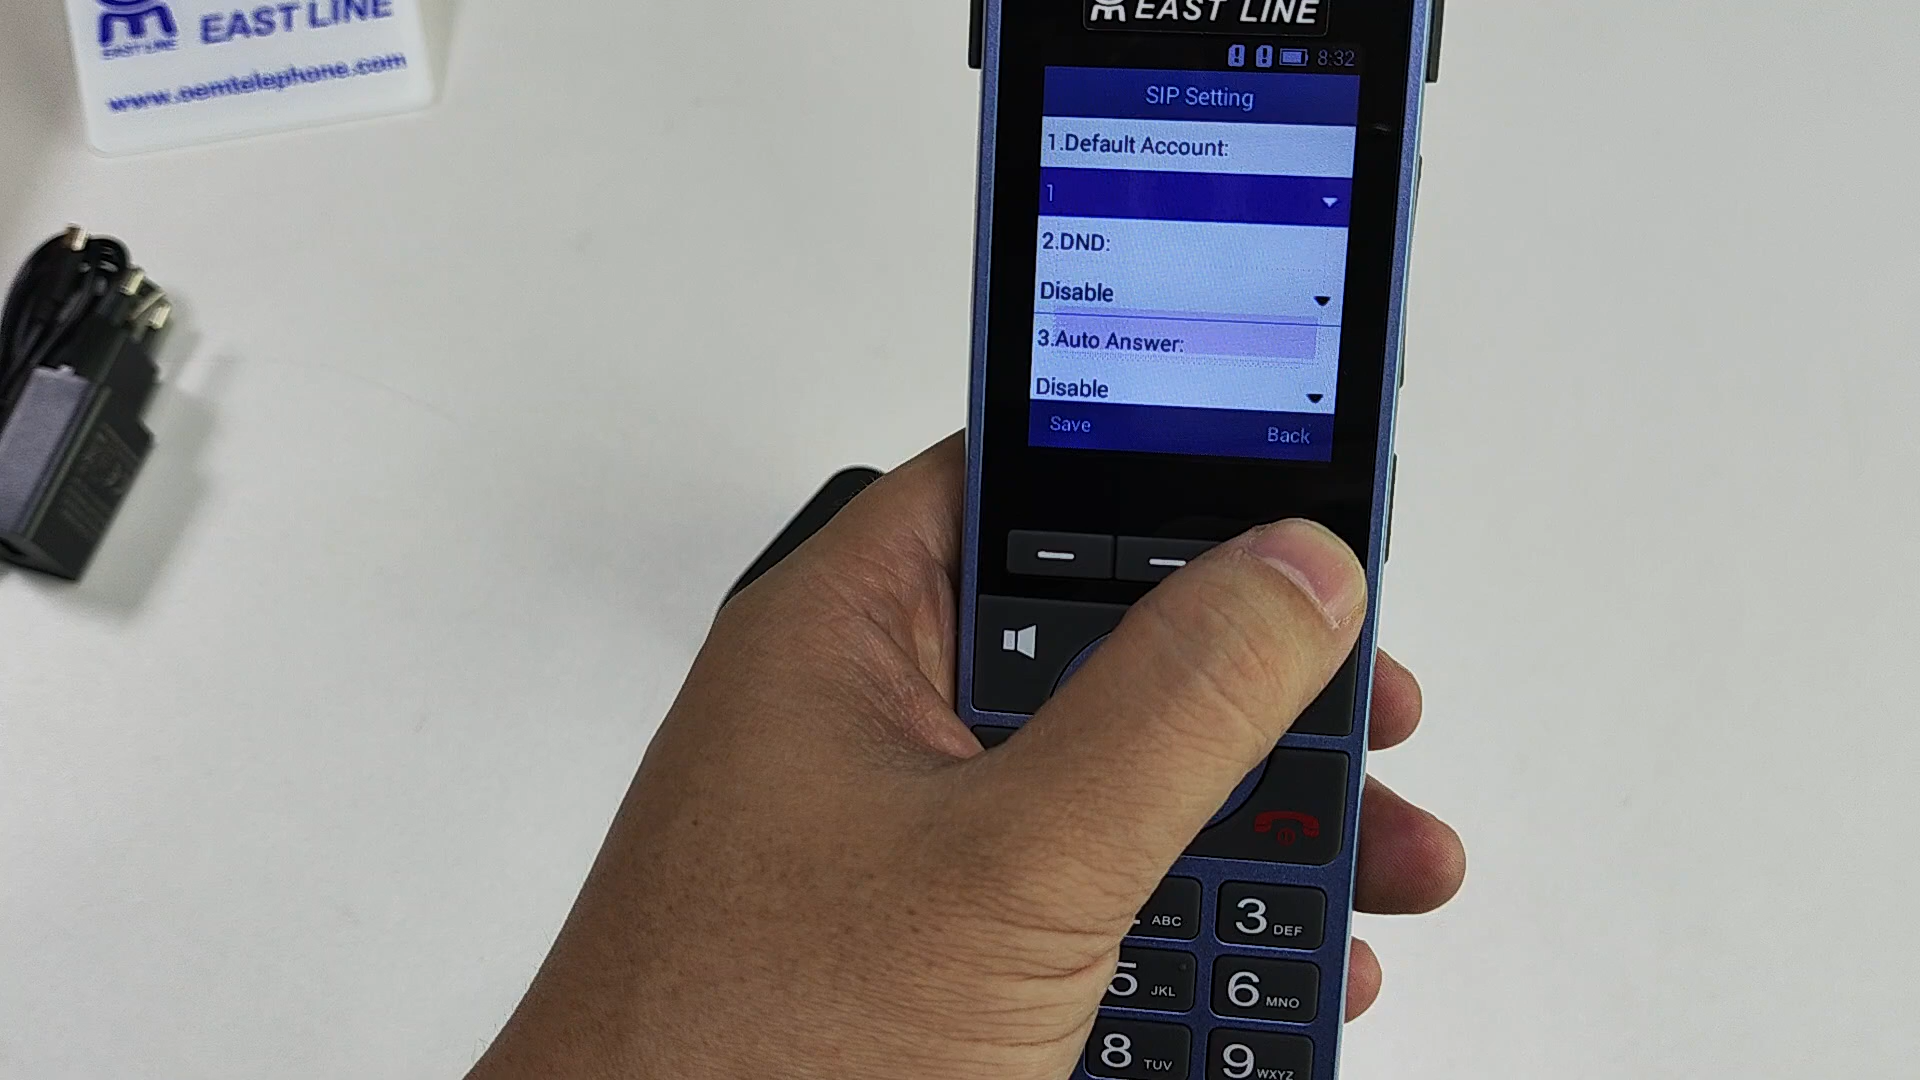 EAST LINE
EAST LINE
www.oemtelephone.com
EAST LINE
8:32
SIP Setting
1.Default Account:
1
2.DND:
Disable
3.Auto Answer:
Disable
Save
Back
ABC
3 DEF
5 JKL
6 MNO
8 TUV
9 WXYZ